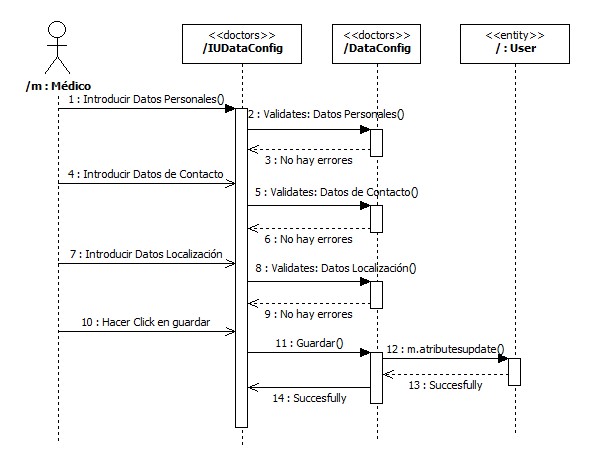 <<doctors>>
/IUDataConfig
<<doctors>>
/DataConfig
<<entity>>
/ : User
/m : Médico
1 : Introducir Datos Personales()
2 : Validates: Datos Personales()
3 : No hay errores
4 : Introducir Datos de Contacto
5 : Validates: Datos de Contacto()
6 : No hay errores
7 : Introducir Datos Localización
8 : Validates: Datos Localización()
9 : No hay errores
10 : Hacer Click en guardar
11 : Guardar()
12 : m.atributesupdate()
13 : Succesfully
14 : Succesfully